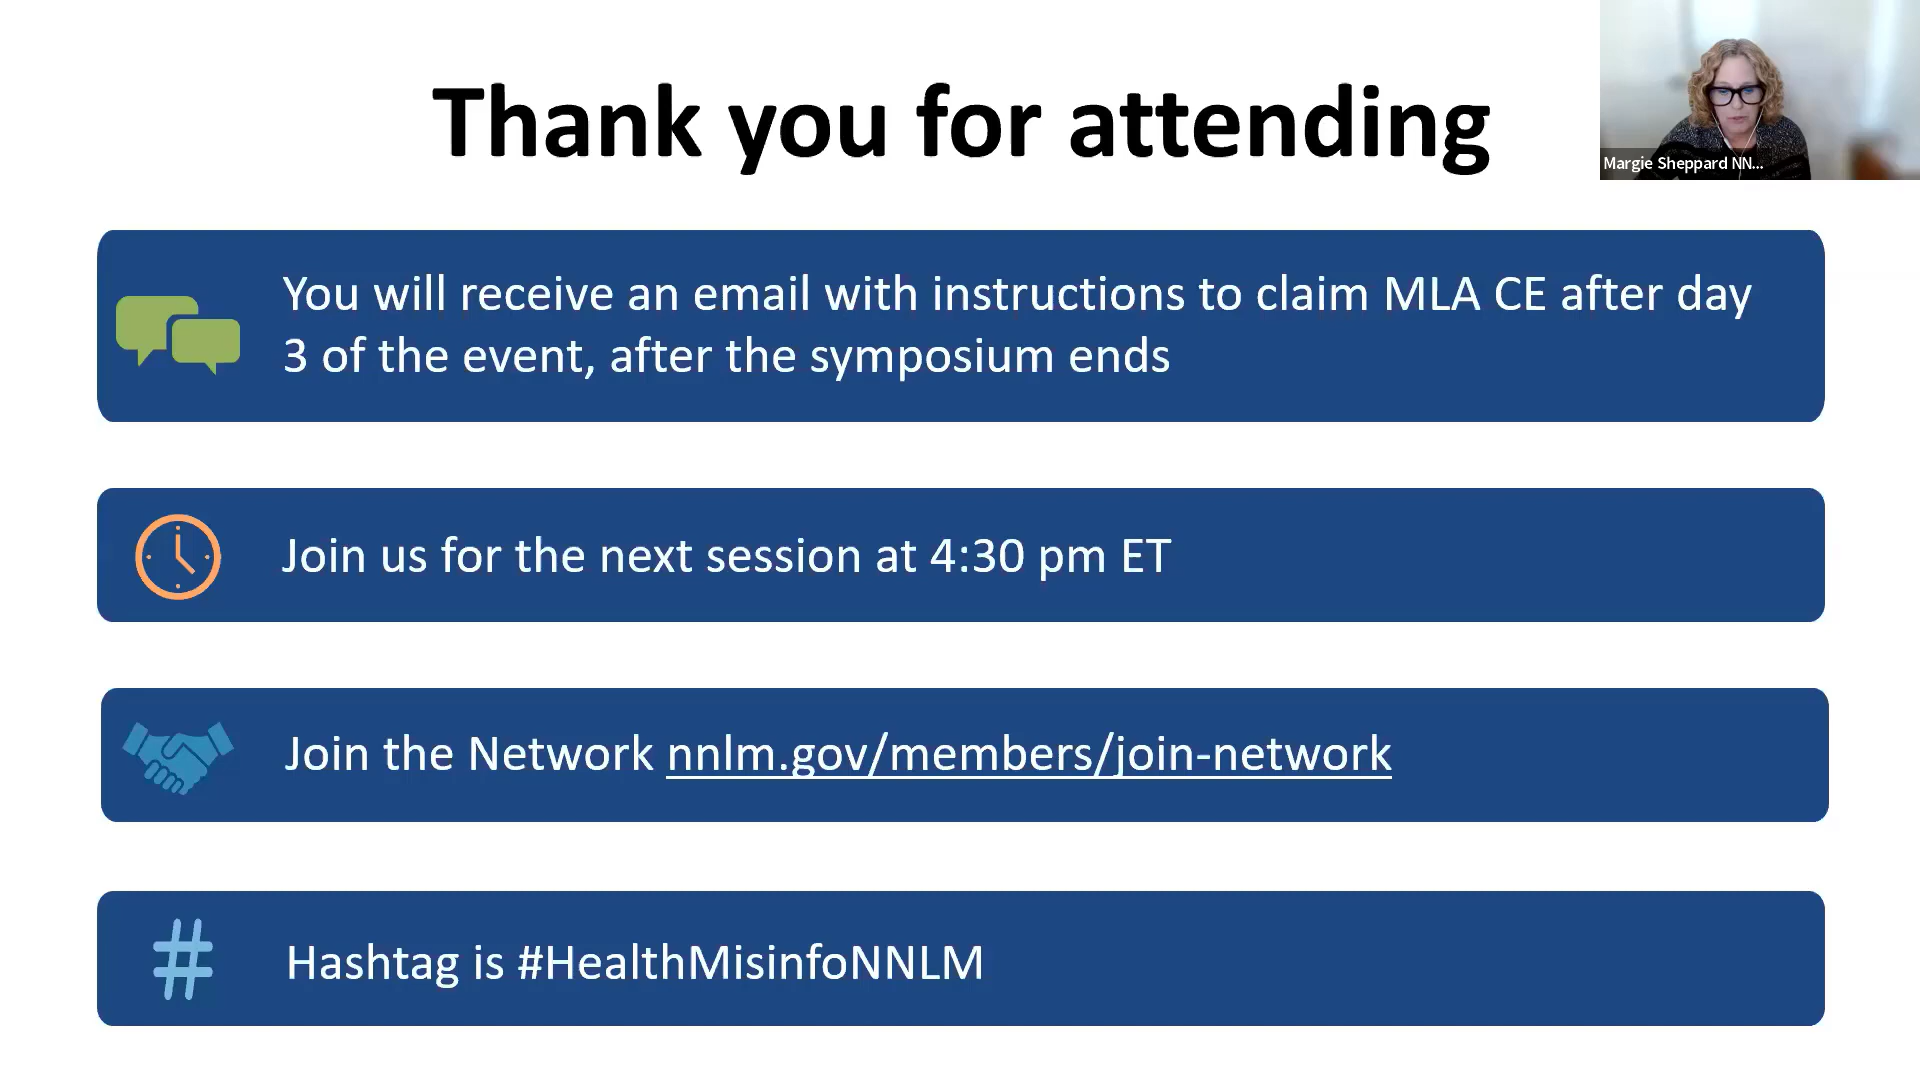 Thank you for attending
Margie Sheppard NN...
You will receive an email with instructions to claim MLA CE after day
3 of the event, after the symposium ends
Join us for the next session at 4:30 pm ET
Join the Network nnlm.gov/members/join-network
# Hashtag is #HealthMisinfoNNLM